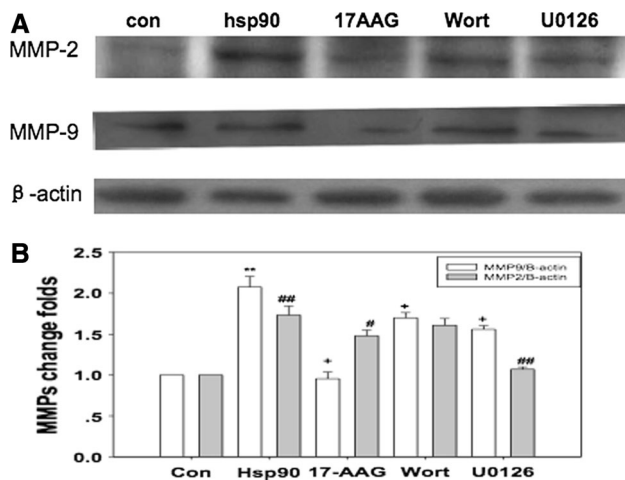 A con hsp90 17AAG Wort U0126
MMP-2
MMP-9
β-actin
B
MMPs change folds
2.5
2.0
1.5
1.0
.5
0.0
MMP9/B-actin
MMP2/B-actin
**
##
+
#
+
+
##
Con Hsp90 17-AAG Wort U0126